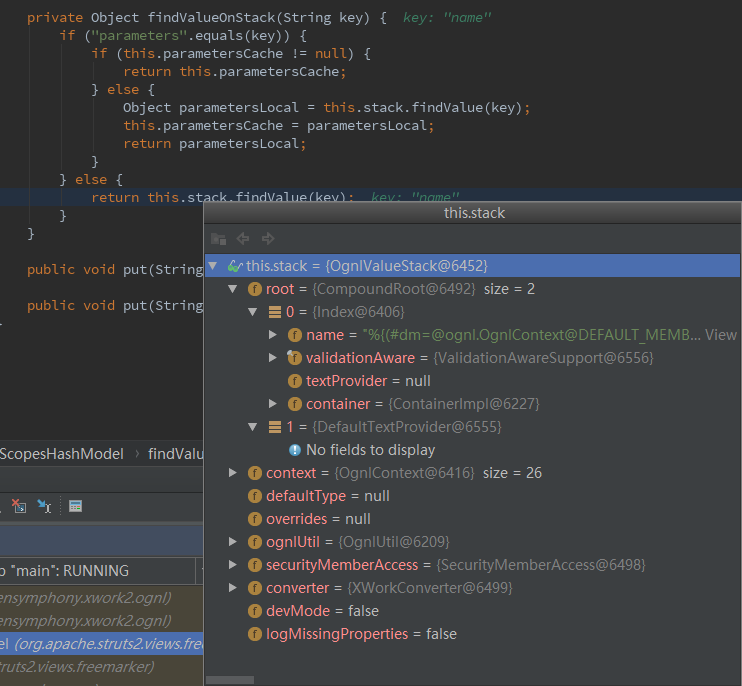 private Object findValueOnStack(String key) {  key: "name"
if ("parameters".equals(key)) {
if (this.parametersCache != null) {
return this.parametersCache;
} else {
Object parametersLocal = this.stack.findValue(key);
this.parametersCache = parametersLocal;
return parametersLocal;
}
} else {
return this.stack.findValue(key);  key: "name"
}
}
public void put(String
public void put(String
this.stack
this.stack = {OgnlValueStack@6452}
root = {CompoundRoot@6492} size = 2
0 = {Index@6406}
name = "%{(#dm=@ognl.OgnlContext@DEFAULT_MEMB... View
validationAware = {ValidationAwareSupport@6556}
textProvider = null
container = {ContainerImpl@6227}
1 = {DefaultTextProvider@6555}
No fields to display
context = {OgnlContext@6416} size = 26
defaultType = null
overrides = null
ognlUtil = {OgnlUtil@6209}
securityMemberAccess = {SecurityMemberAccess@6498}
converter = {XWorkConverter@6499}
devMode = false
logMissingProperties = false
ScopesHashModel › findValu
p "main": RUNNING
ensymphony.xwork2.ognl)
ensymphony.xwork2.ognl)
el (org.apache.struts2.views.free
truts2.views.freemarker)